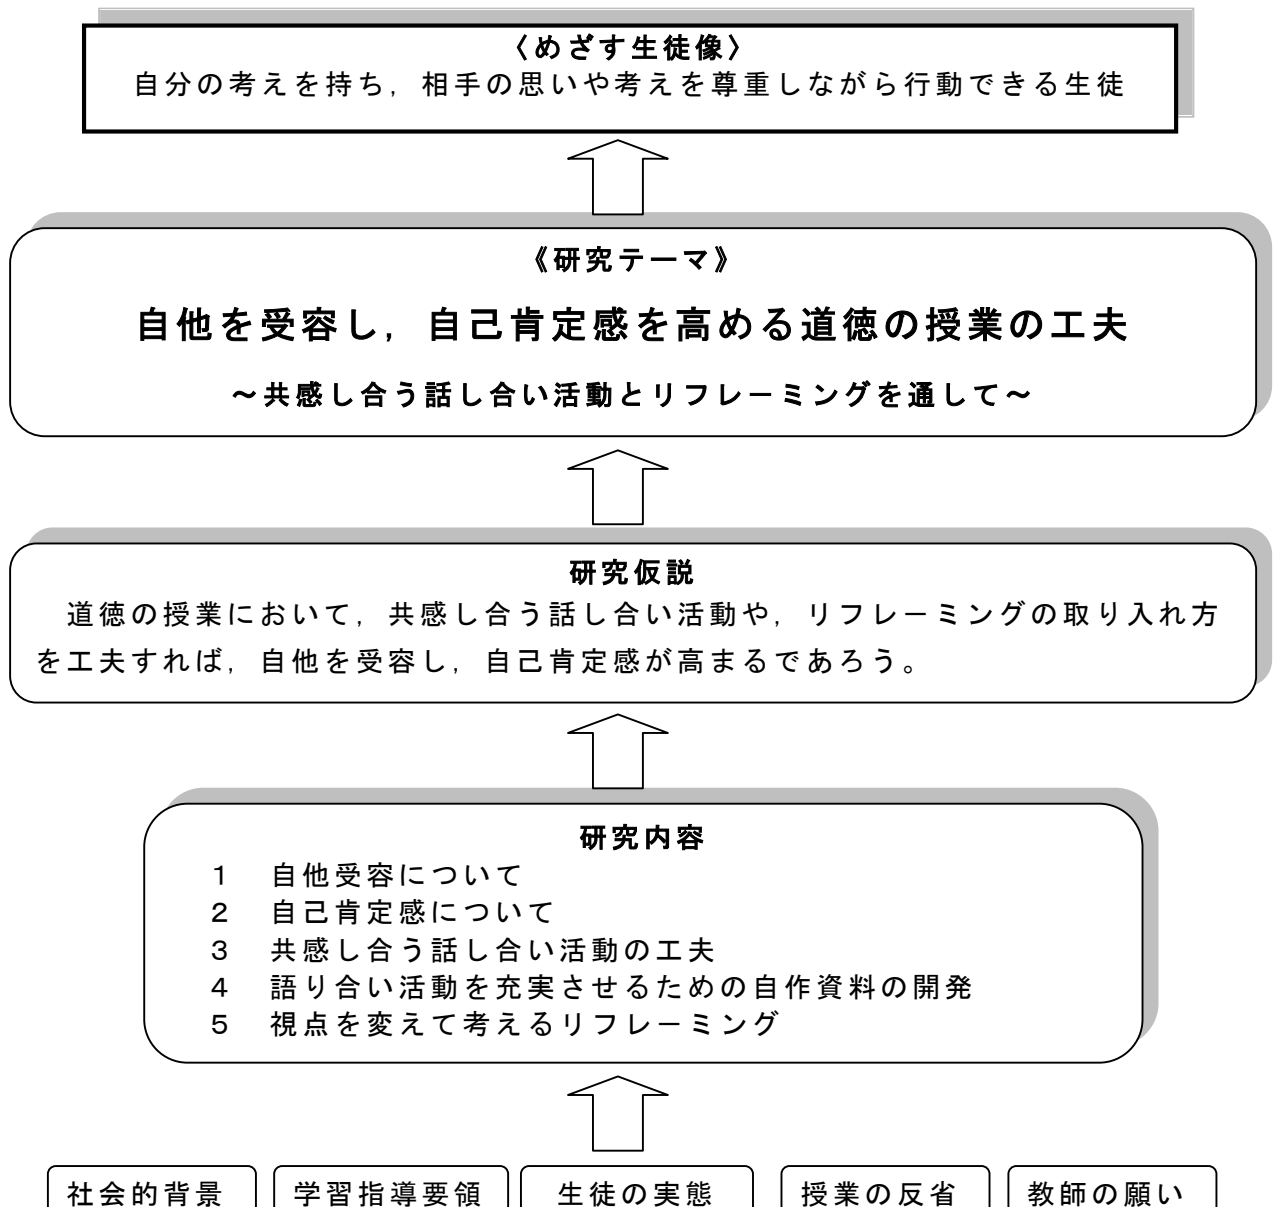 〈めざす生徒像〉
自分の考えを持ち，相手の思いや考えを尊重しながら行動できる生徒
《研究テーマ》
自他を受容し，自己肯定感を高める道徳の授業の工夫
～共感し合う話し合い活動とリフレーミングを通して～
研究仮説
道徳の授業において，共感し合う話し合い活動や，リフレーミングの取り入れ方
を工夫すれば，自他を受容し，自己肯定感が高まるであろう。
研究内容
１　自他受容について
２　自己肯定感について
３　共感し合う話し合い活動の工夫
４　語り合い活動を充実させるための自作資料の開発
５　視点を変えて考えるリフレーミング
社会的背景　学習指導要領　生徒の実態　授業の反省　教師の願い